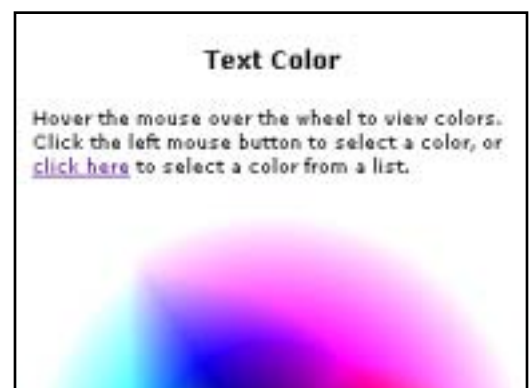 Text Color
Hover the mouse over the wheel to view colors.
Click the left mouse button to select a color, or
click here to select a color from a list.